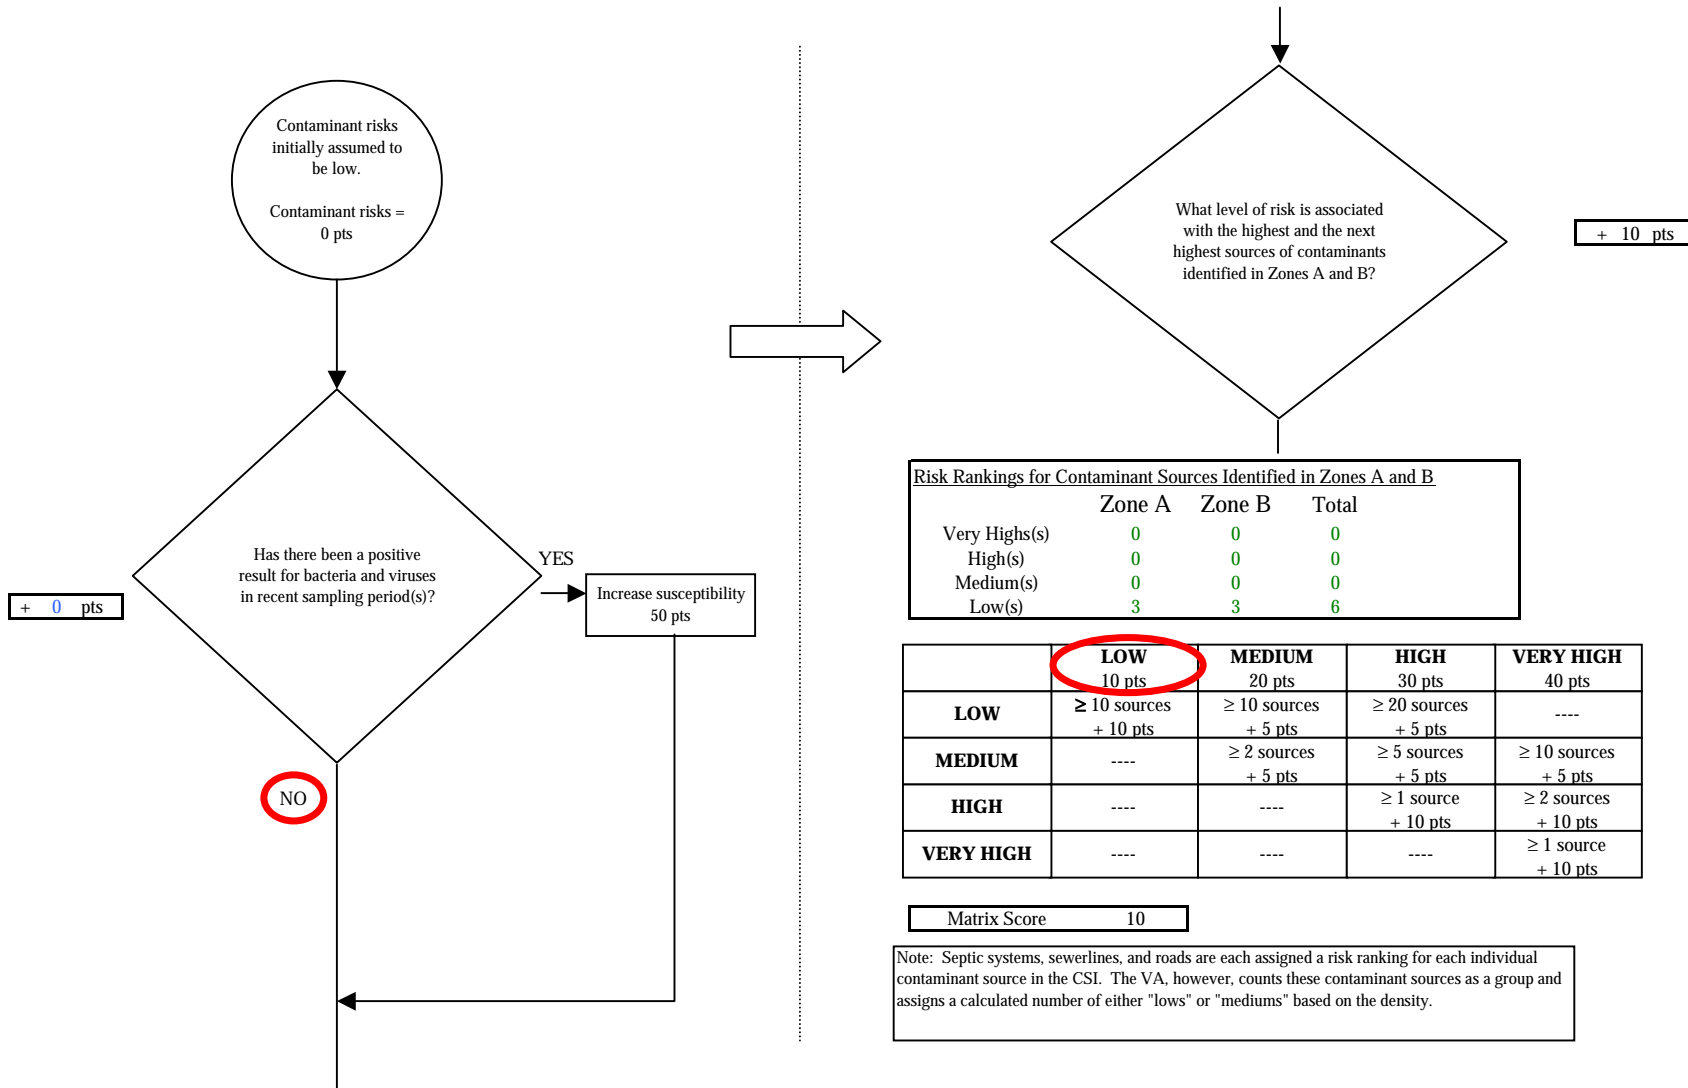 Contaminant risks
initially assumed to
be low.
Contaminant risks =
0 pts
Has there been a positive
result for bacteria and viruses
in recent sampling period(s)?
YES
Increase susceptibility
50 pts
+ 0 pts
NO
What level of risk is associated
with the highest and the next
highest sources of contaminants
identified in Zones A and B?
+ 10 pts
Risk Rankings for Contaminant Sources Identified in Zones A and B
Zone A Zone B Total
Very Highs(s) 0 0 0
High(s) 0 0 0
Medium(s) 0 0 0
Low(s) 3 3 6
LOW MEDIUM HIGH VERY HIGH
10 pts 20 pts 30 pts 40 pts
LOW ≥ 10 sources ≥ 10 sources ≥ 20 sources ----
+ 10 pts + 5 pts + 5 pts
MEDIUM ---- ≥ 2 sources ≥ 5 sources ≥ 10 sources
+ 5 pts + 5 pts + 5 pts
HIGH ---- ---- ≥ 1 source ≥ 2 sources
+ 10 pts + 10 pts
VERY HIGH ---- ---- ---- ≥ 1 source
+ 10 pts
Matrix Score 10
Note: Septic systems, sewerlines, and roads are each assigned a risk ranking for each individual
contaminant source in the CSI. The VA, however, counts these contaminant sources as a group and
assigns a calculated number of either "lows" or "mediums" based on the density.